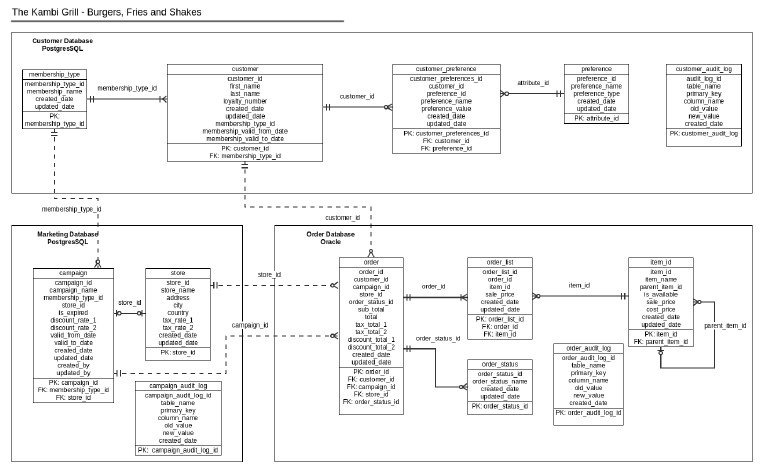 The Kambi Grill - Burgers, Fries and Shakes
Customer Database
PostgresSQL
membership_type
membership_type_id
membership_name
created_date
updated_date
PK:
membership_type_id
membership_type_id
customer
customer_id
first_name
last_name
loyalty_number
created_date
updated_date
membership_type_id
membership_valid_from_date
membership_valid_to_date
PK: customer_id
FK: membership_type_id
customer_id
customer_preference
customer_preferences_id
customer_id
preference_id
preference_name
preference_value
created_date
updated_date
PK: customer_preferences_id
FK: customer_id
FK: preference_id
attribute_id
preference
preference_id
preference_name
preference_type
created_date
updated_date
PK: attribute_id
customer_audit_log
audit_log_id
table_name
primary_key
column_name
old_value
new_value
created_date
PK:customer_audit_log
membership_type_id
customer_id
Marketing Database
PostgresSQL
campaign
campaign_id
campaign_name
membership_type_id
store_id
is_expired
discount_rate_1
discount_rate_2
valid_from_date
valid_to_date
created_date
updated_date
created_by
updated_by
PK: campaign_id
FK: membership_type_id
FK: store_id
store_id
store
store_id
store_name
address
city
country
tax_rate_1
tax_rate_2
created_date
updated_date
PK: store_id
campaign_audit_log
campaign_audit_log_id
table_name
primary_key
column_name
old_value
new_value
created_date
PK: campaign_audit_log_id
store_id
campaign_id
Order Database
Oracle
order
order_id
customer_id
campaign_id
store_id
order_status_id
sub_total
total
tax_total_1
tax_total_2
discount_total_1
discount_total_2
created_date
updated_date
PK: order_id
FK: customer_id
FK: campaign_id
FK: store_id
FK: order_status_id
order_id
order_status_id
order_list
order_list_id
order_id
item_id
sale_price
created_date
updated_date
PK: order_list_id
FK: order_id
FK: item_id
item_id
order_status
order_status_id
order_status_name
created_date
updated_date
PK: order_status_id
order_audit_log
order_audit_log_id
table_name
primary_key
column_name
old_value
new_value
created_date
PK: order_audit_log_id
item_id
item_id
item_name
parent_item_id
is_available
sale_price
cost_price
created_date
updated_date
PK: item_id
FK: parent_item_id
parent_item_id